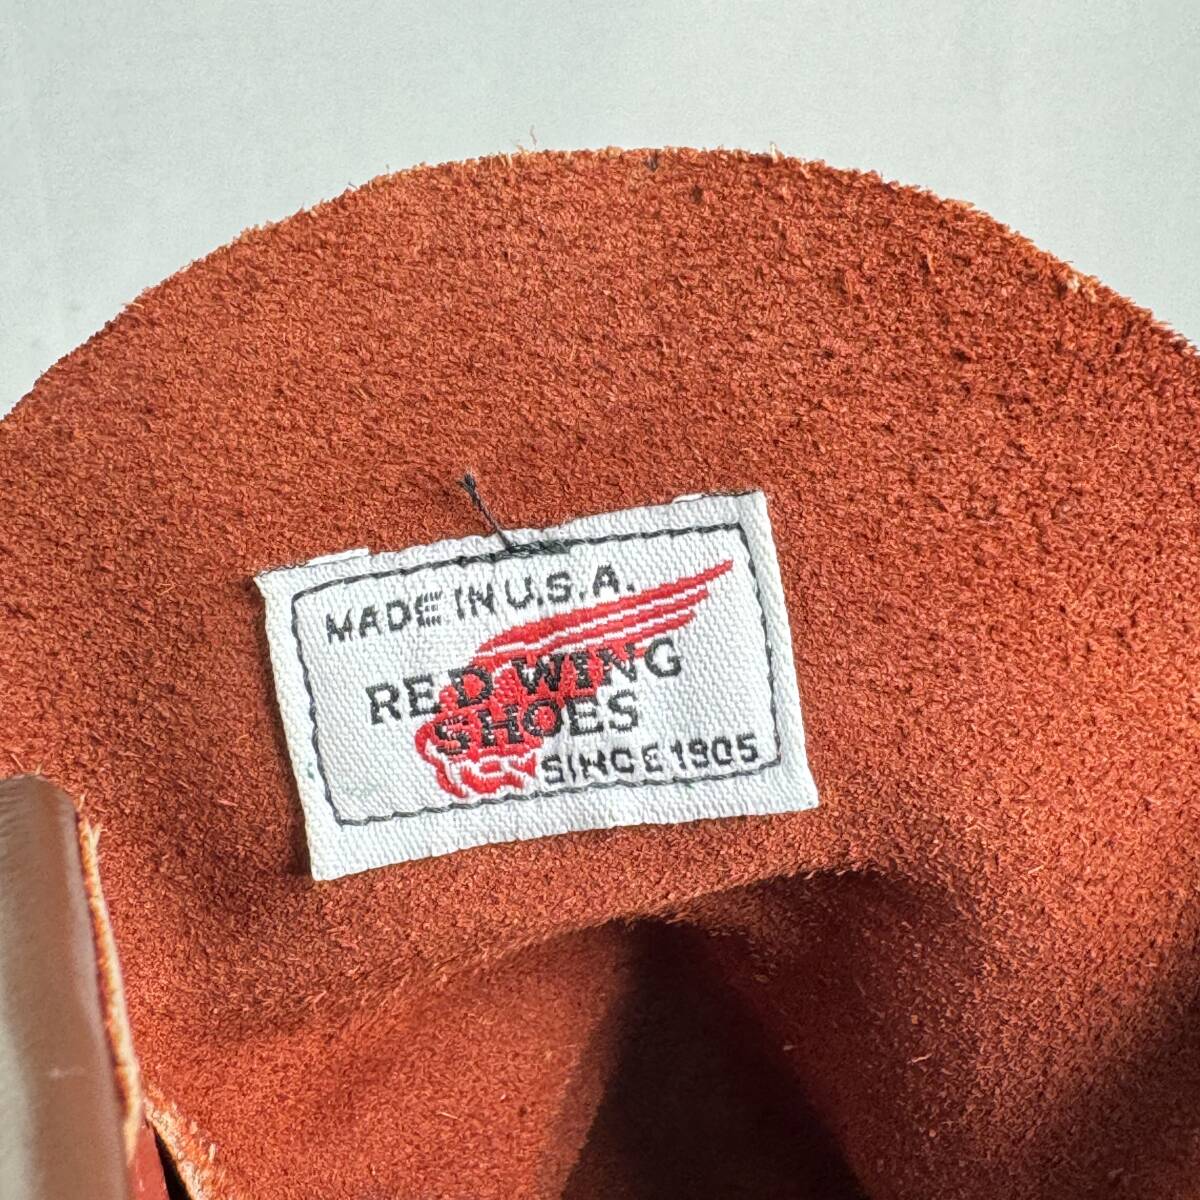 MADE IN U.S.A.
RED WING
SHOES
SINCE 1905